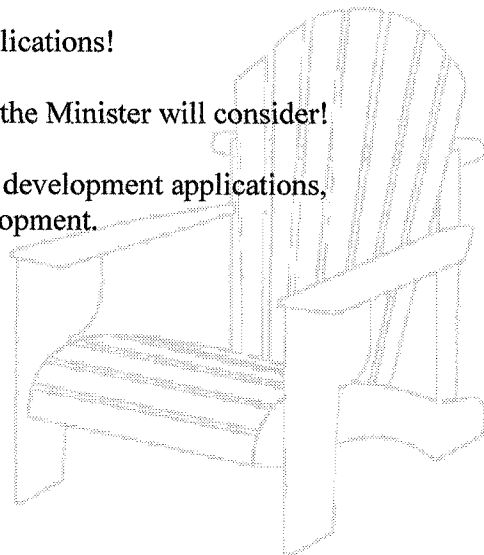 lications!
the Minister will consider!
development applications,
opment.